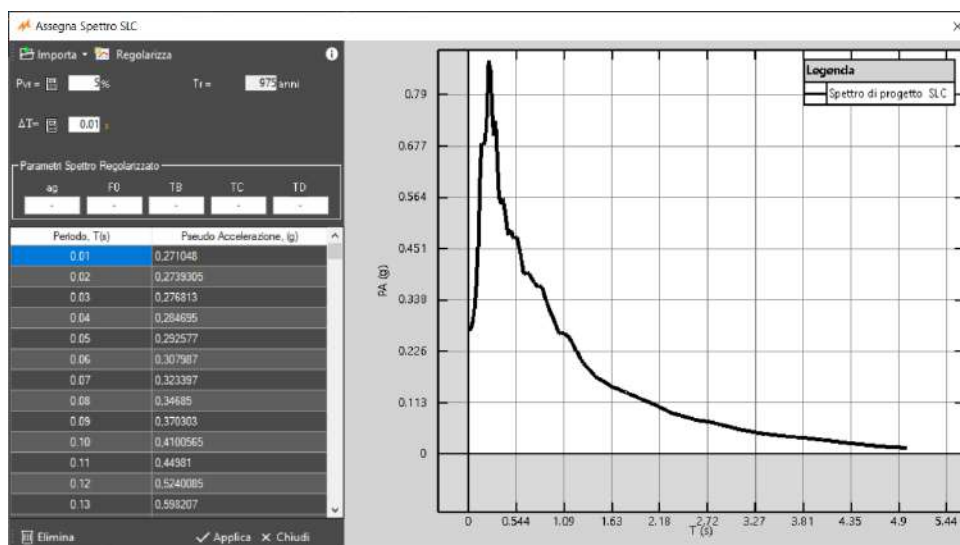 Assegna Spettro SLC
Importa Regolarizza
PVR = 5 % Tr = 975 anni
ΔT= 0.01 s
Parametri Spettro Regolarizzato
ag F0 TB TC TD
- - - - -
Periodo, T(s) Pseudo Accelerazione, (g)
0.01 0,271048
0.02 0,2739305
0.03 0,276813
0.04 0,284695
0.05 0,292577
0.06 0,307987
0.07 0,323397
0.08 0,34685
0.09 0,370303
0.10 0,4100565
0.11 0,44981
0.12 0,5240085
0.13 0,598207
Elimina Applica Chiudi
Legenda
Spettro di progetto SLC
PA (g)
0.79
0.677
0.564
0.451
0.339
0.226
0.113
0
0 0.544 1.09 1.63 2.18 2.72 3.27 3.81 4.35 4.9 5.44
T (s)